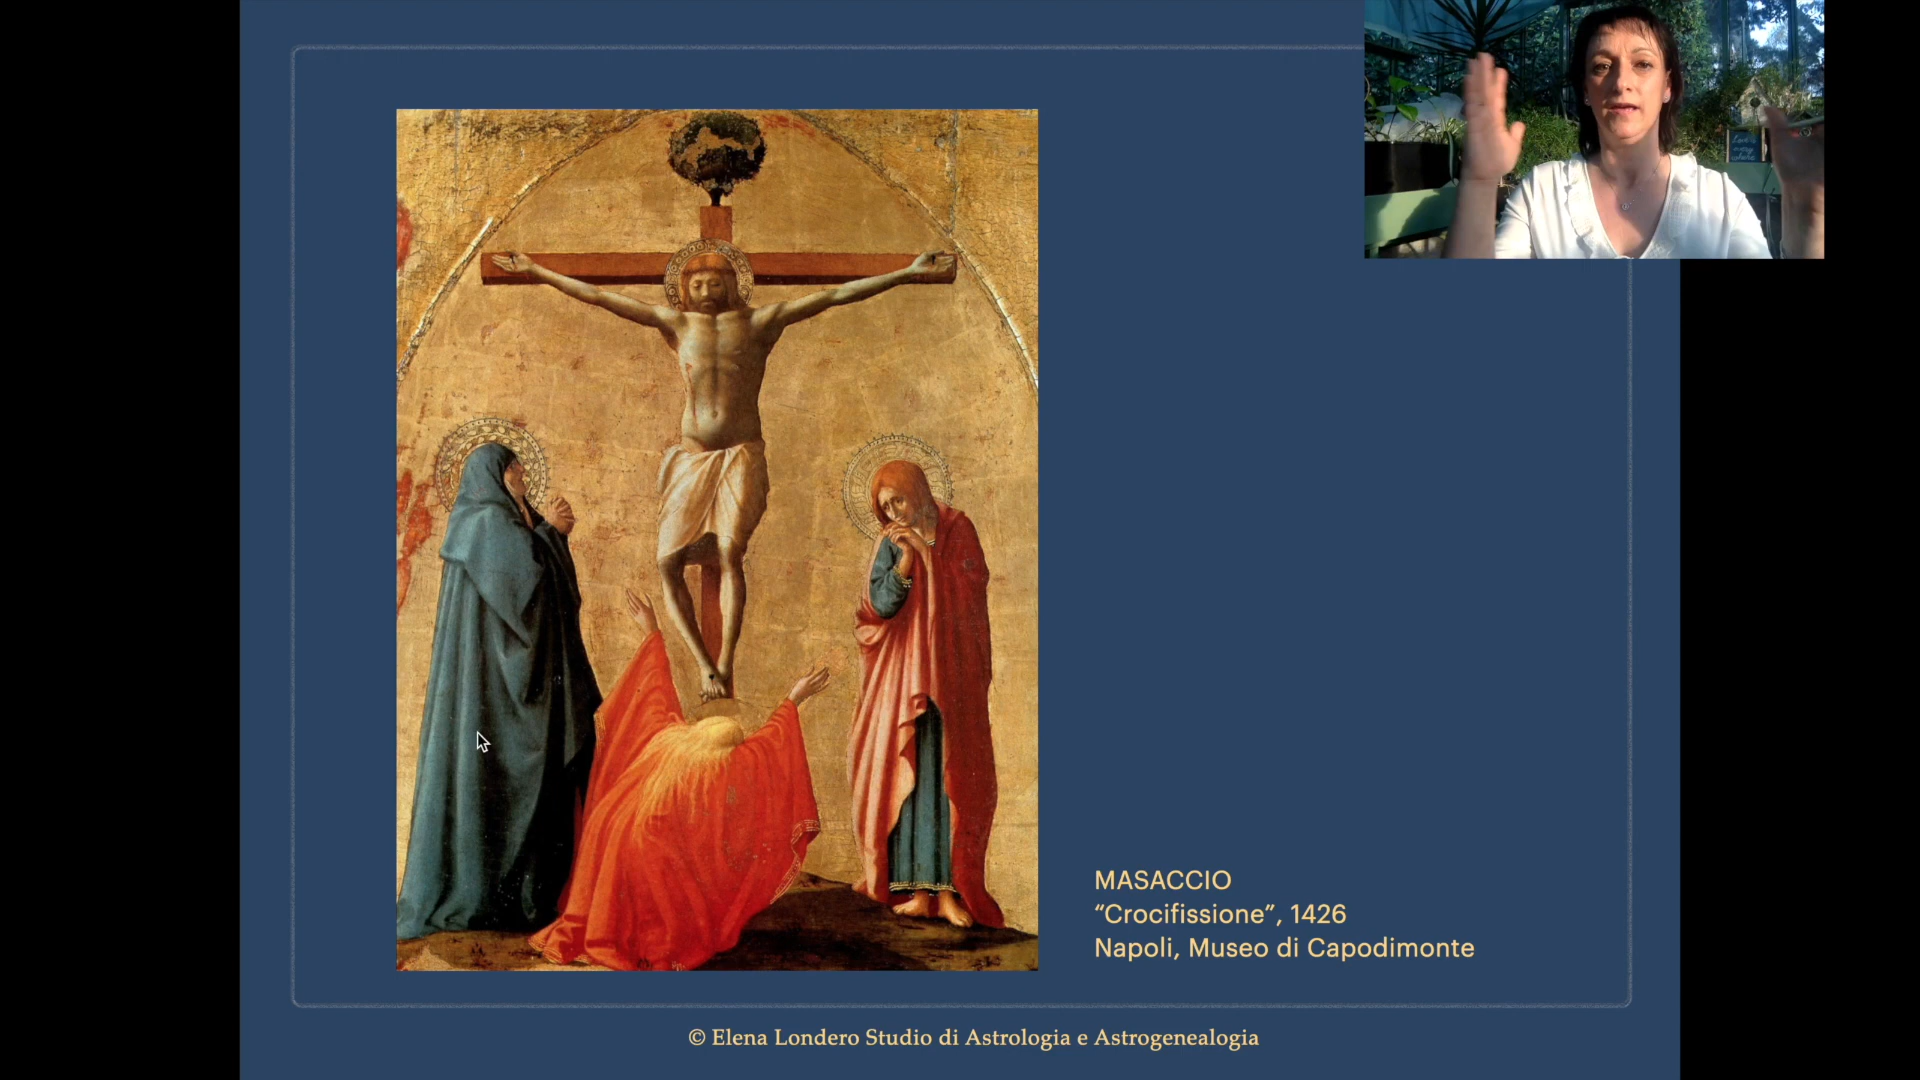 MASACCIO
“Crocifissione”, 1426
Napoli, Museo di Capodimonte
© Elena Londero Studio di Astrologia e Astrogenealogia